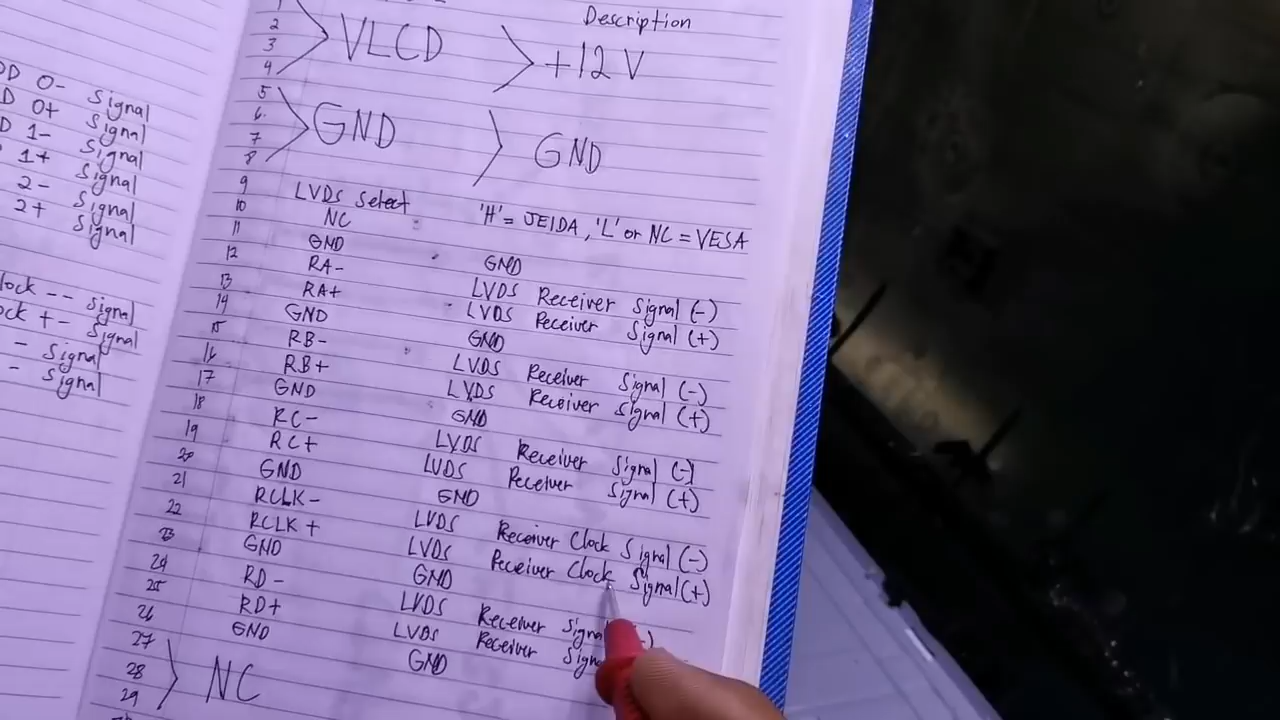 Description
2
3
4
VLCD
+12 V
5
6
7
8
GND
GND
9 LVDS Select 'H' = JEIDA, 'L' or NC = VESA
10 NC
11 GND GND
12 RA- LVDS Receiver Signal (-)
13 RA+ LVDS Receiver Signal (+)
14 GND GND
15 RB- LVDS Receiver Signal (-)
16 RB+ LVDS Receiver Signal (+)
17 GND GND
18 RC- LVDS Receiver Signal (-)
19 RC+ LVDS Receiver Signal (+)
20 GND GND
21 RCLK- LVDS Receiver Clock Signal (-)
22 RCLK+ LVDS Receiver Clock Signal (+)
23 GND GND
24 RD- LVDS Receiver Signal
25 RD+ LVDS Receiver
26 GND GND
27
28
29
NC
0- Signal
0+ Signal
1- Signal
1+ Signal
2- Signal
2+ Signal
-- Signal
+- Signal
- Signal
- Signal